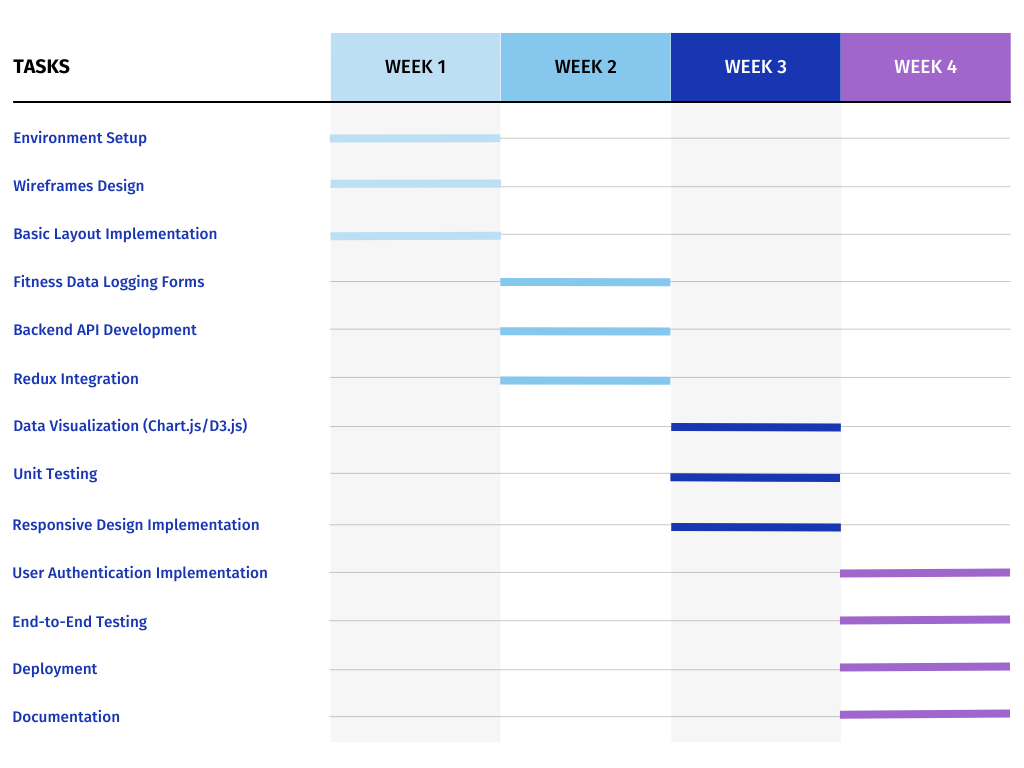 TASKS
WEEK 1
WEEK 2
WEEK 3
WEEK 4
Environment Setup
Wireframes Design
Basic Layout Implementation
Fitness Data Logging Forms
Backend API Development
Redux Integration
Data Visualization (Chart.js/D3.js)
Unit Testing
Responsive Design Implementation
User Authentication Implementation
End-to-End Testing
Deployment
Documentation